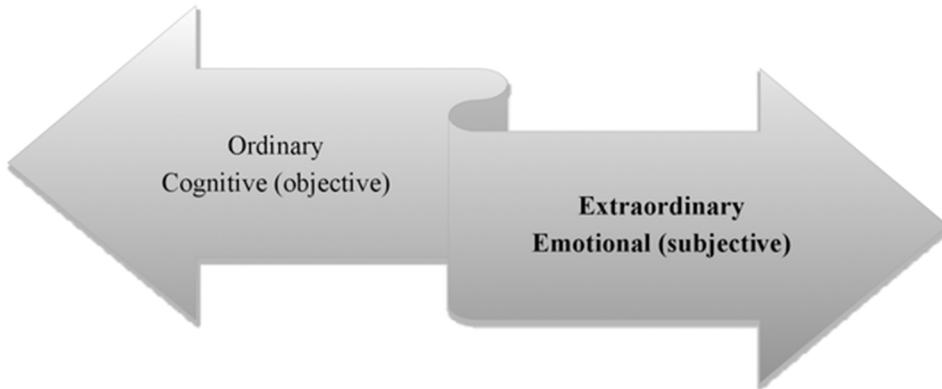 Ordinary
Cognitive (objective)
Extraordinary
Emotional (subjective)